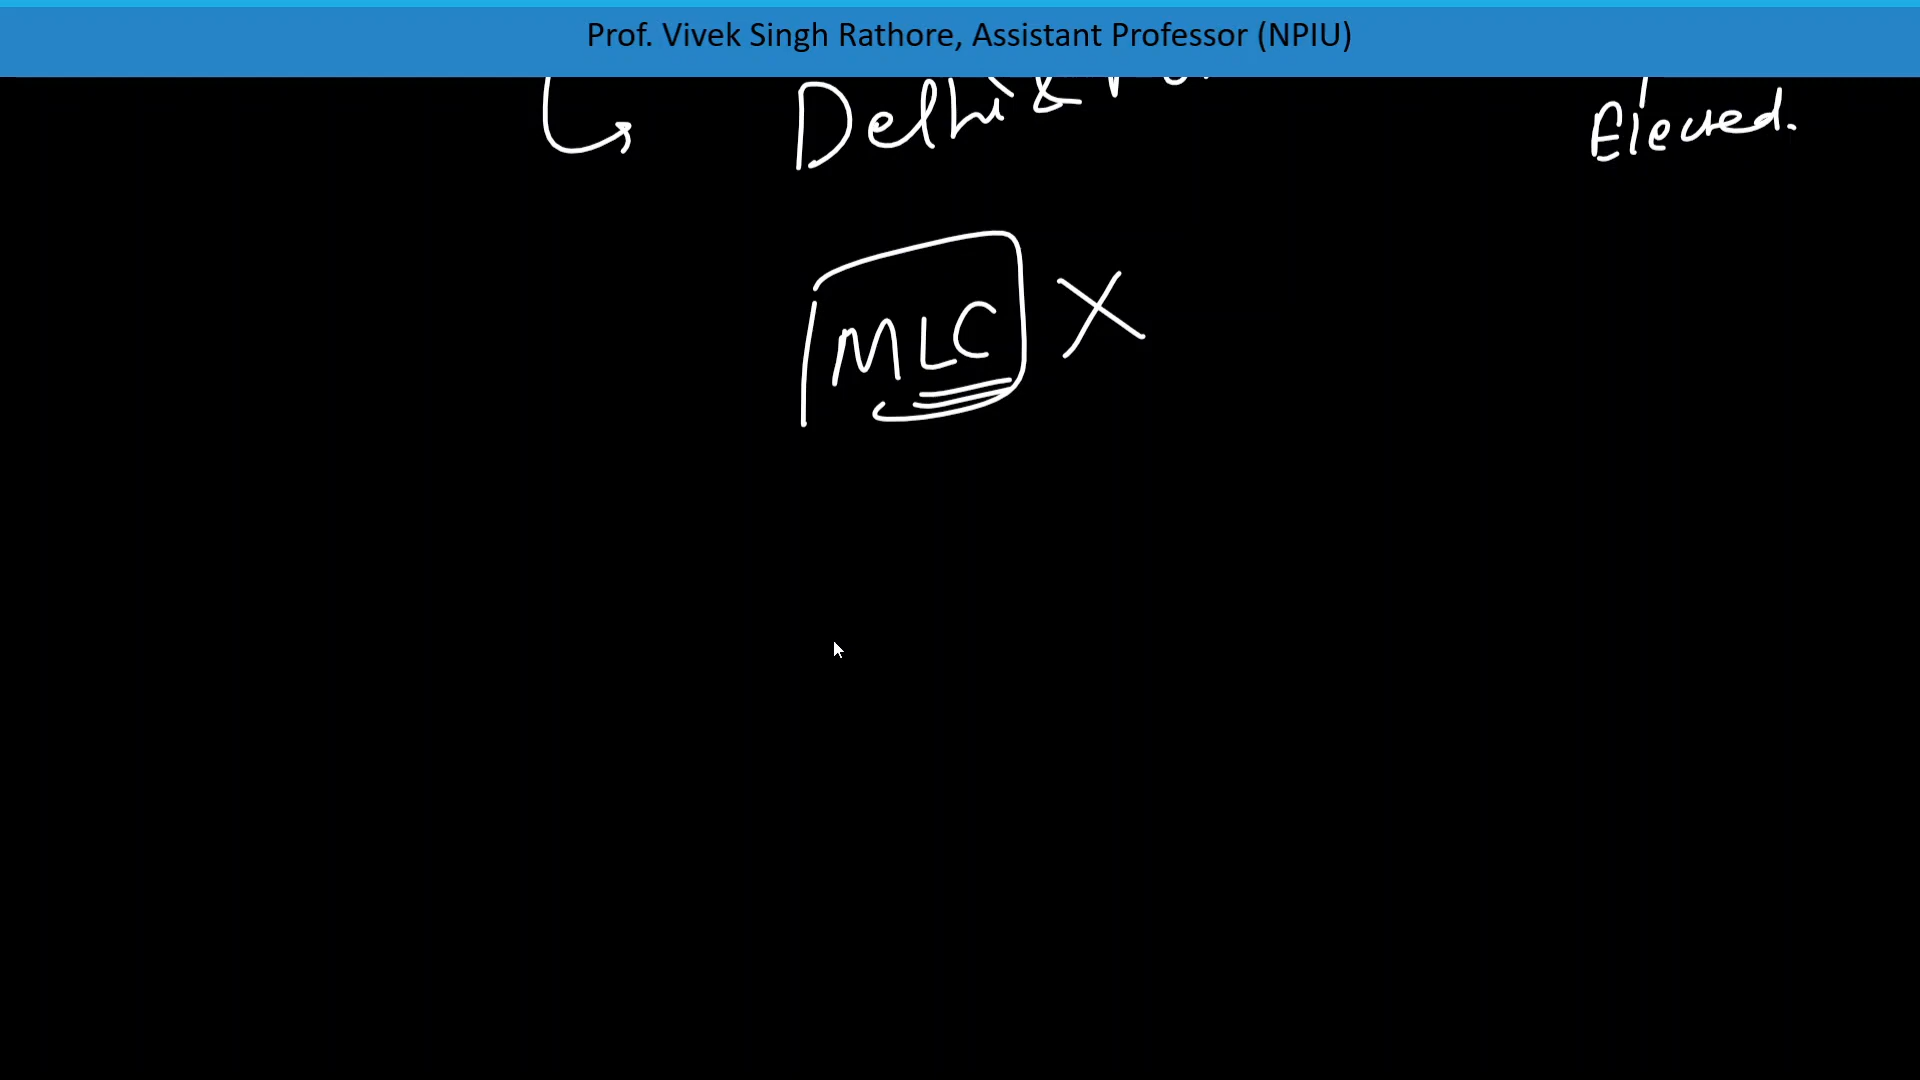 Prof. Vivek Singh Rathore, Assistant Professor (NPIU)
Delhi &
Elected.
MLC X